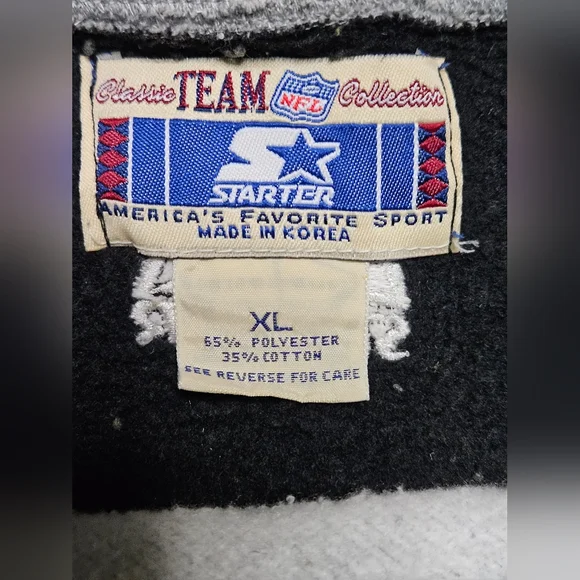 Classic TEAM NFL Collection
STARTER
AMERICA'S FAVORITE SPORT
MADE IN KOREA
XL
65% POLYESTER
35% COTTON
SEE REVERSE FOR CARE